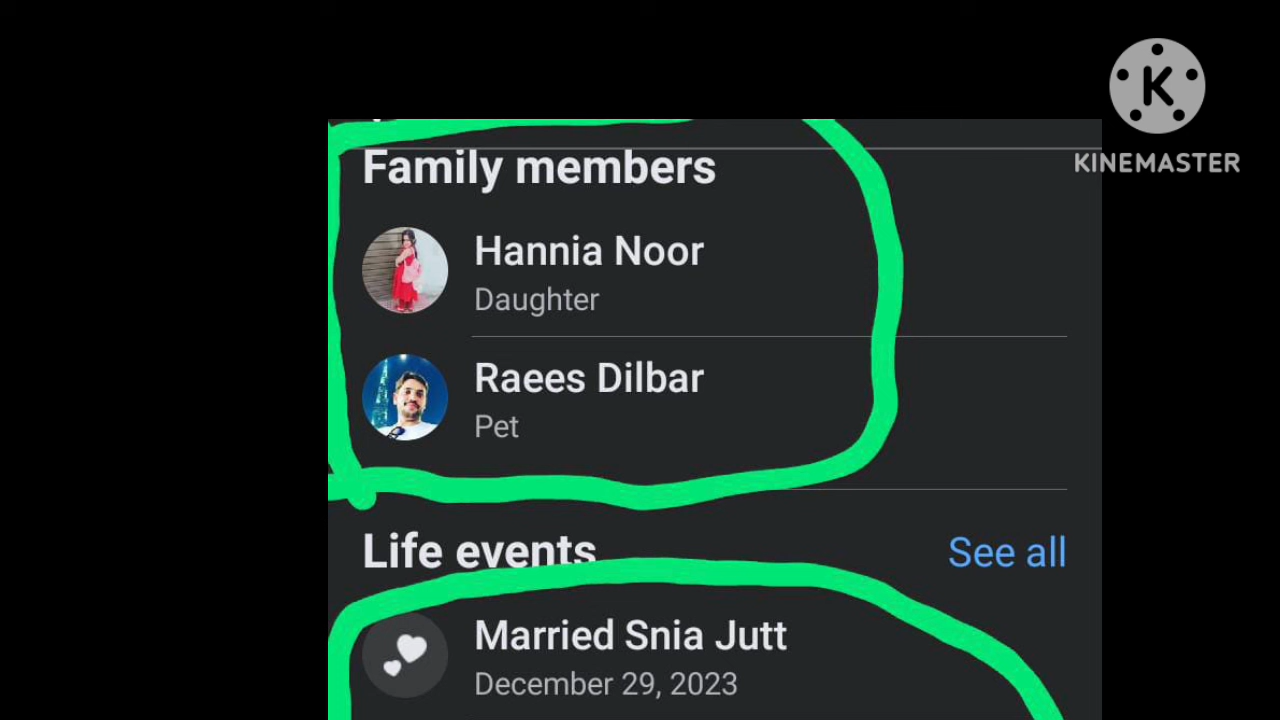 KINEMASTER
Family members
Hannia Noor
Daughter
Raees Dilbar
Pet
Life events
See all
Married Snia Jutt
December 29, 2023